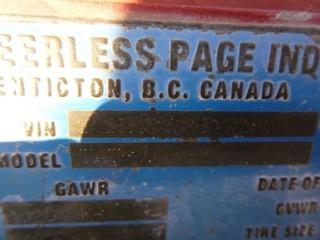 EERLESS PAGE IND
ENTICTON, B.C. CANADA
VIN
MODEL
GAWR DATE OF
GVWR
TIRE SIZE